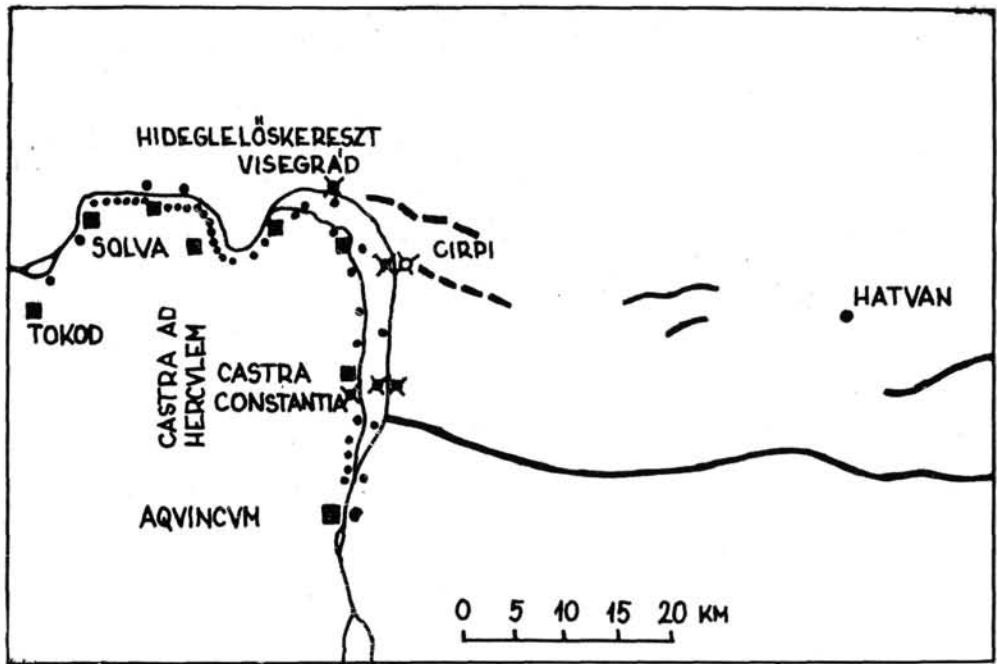 HIDEGLELŐSKERESZT
VISEGRÁD
SOLVA
CIRPI
HATVAN
TOKOD
CASTRA AD
HERCVLEM
CASTRA
CONSTANTIA
AQVINCVM
0 5 10 15 20 KM